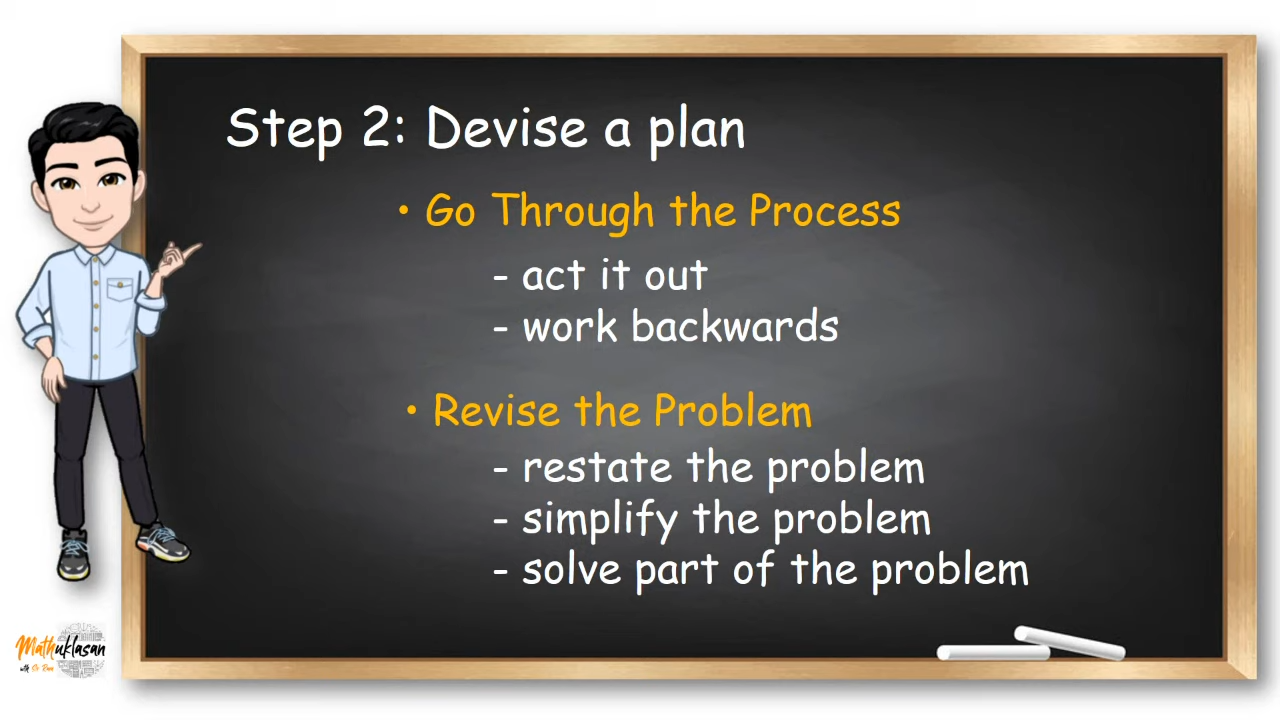 Step 2: Devise a plan
• Go Through the Process
- act it out
- work backwards
• Revise the Problem
- restate the problem
- simplify the problem
- solve part of the problem
Mathuklasan
with